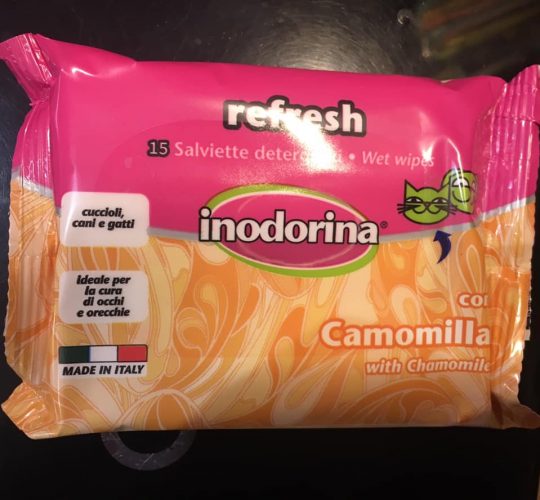 refresh
15 Salviette detergenti • Wet wipes
inodorina®
cuccioli,
cani e gatti
ideale per
la cura
di occhi
e orecchie
MADE IN ITALY
con
Camomilla
with Chamomile